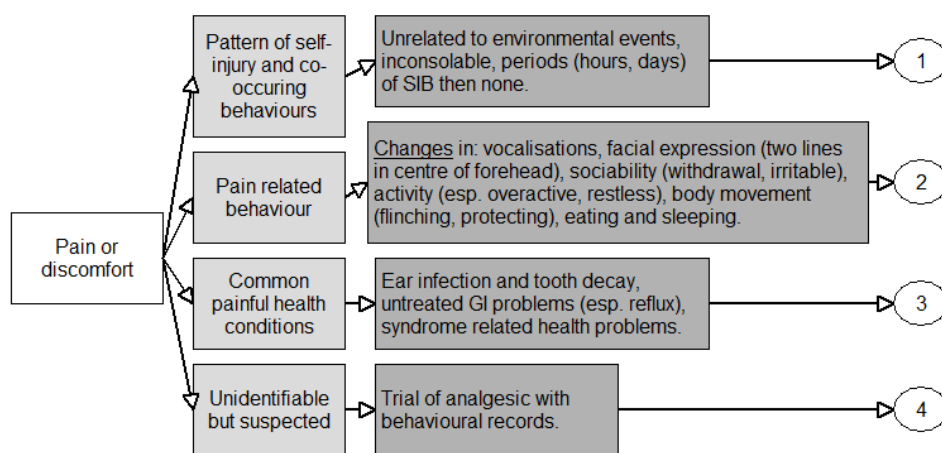 Pattern of self-
injury and co-
occuring
behaviours
Unrelated to environmental events,
inconsolable, periods (hours, days)
of SIB then none.
1
Pain related
behaviour
Changes in: vocalisations, facial expression (two lines
in centre of forehead), sociability (withdrawal, irritable),
activity (esp. overactive, restless), body movement
(flinching, protecting), eating and sleeping.
2
Pain or
discomfort
Common
painful health
conditions
Ear infection and tooth decay,
untreated GI problems (esp. reflux),
syndrome related health problems.
3
Unidentifiable
but suspected
Trial of analgesic with
behavioural records.
4